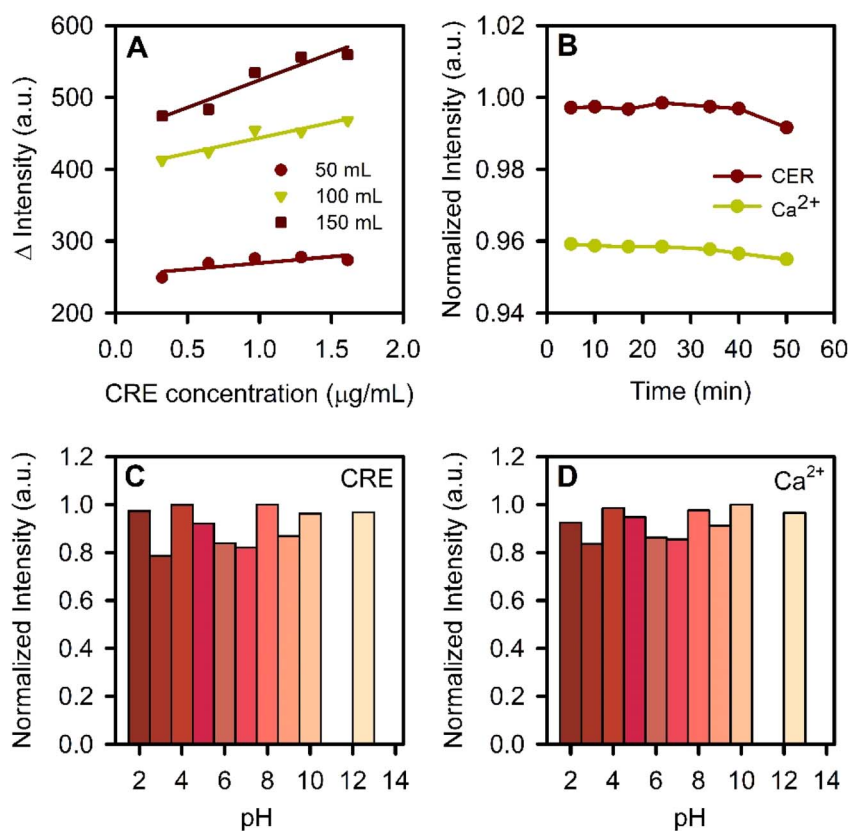 A
600
500
400
300
200
Δ Intensity (a.u.)
50 mL
100 mL
150 mL
0.0 0.5 1.0 1.5 2.0
CRE concentration (μg/mL)
B
1.02
1.00
0.98
0.96
0.94
Normalized Intensity (a.u.)
CER
Ca²⁺
0 10 20 30 40 50 60
Time (min)
C
CRE
1.2
1.0
0.8
0.6
0.4
0.2
0.0
Normalized Intensity (a.u.)
2 4 6 8 10 12 14
pH
D
Ca²⁺
1.2
1.0
0.8
0.6
0.4
0.2
0.0
Normalized Intensity (a.u.)
2 4 6 8 10 12 14
pH